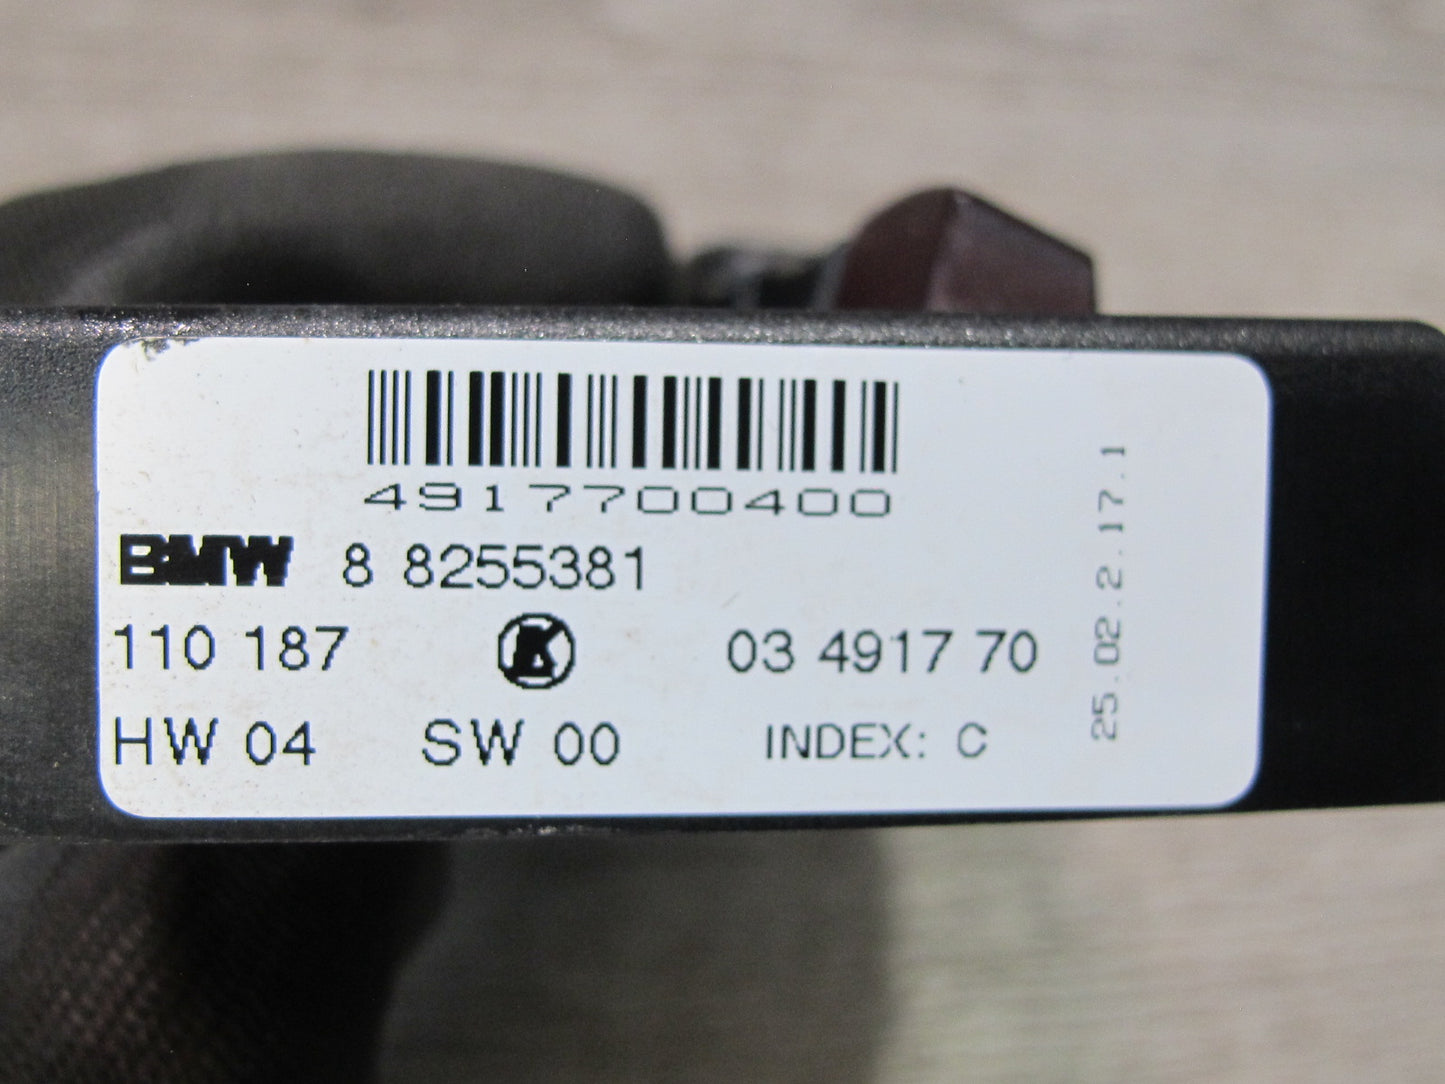 4917700400
BMW 8 8255381
110 187 K 03 4917 70
HW 04 SW 00 INDEX: C
25.02.2.17.1